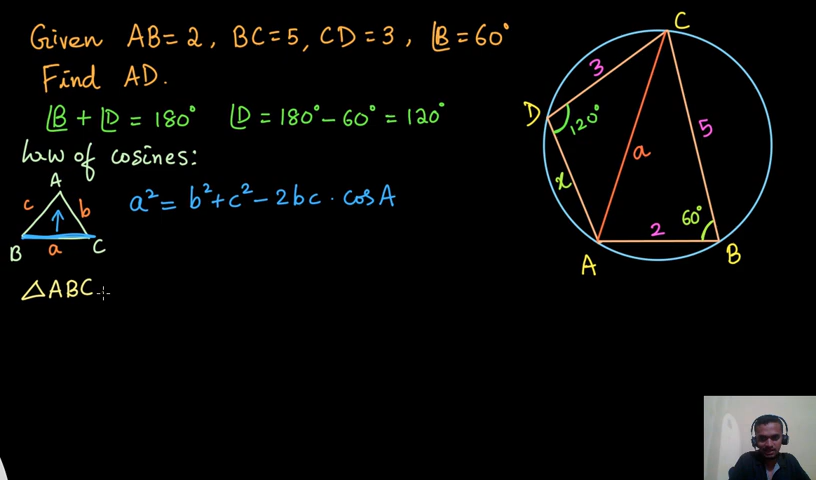 Given AB = 2, BC = 5, CD = 3, ∠B = 60°
Find AD.
∠B + ∠D = 180° ∠D = 180° − 60° = 120°
Law of cosines:
A
c b
B a C
a² = b² + c² − 2bc · cos A
△ABC
C
3
D 120°
5
a
x
2 60°
A B